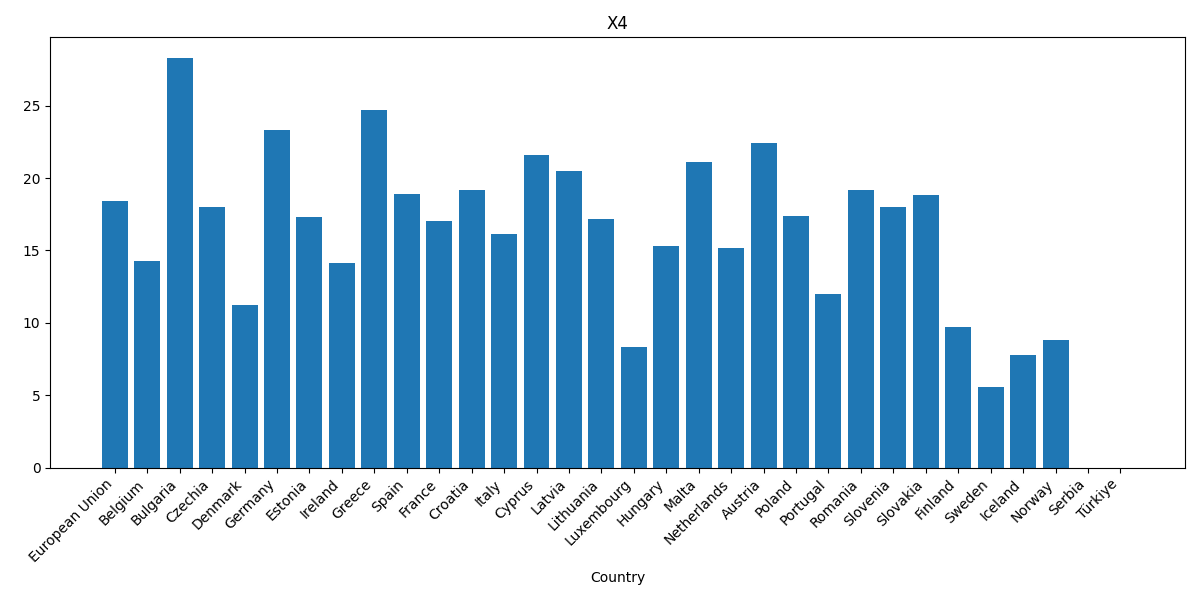 X4
25
20
15
10
5
0
European Union
Belgium
Bulgaria
Czechia
Denmark
Germany
Estonia
Ireland
Greece
Spain
France
Croatia
Italy
Cyprus
Latvia
Lithuania
Luxembourg
Hungary
Malta
Netherlands
Austria
Poland
Portugal
Romania
Slovenia
Slovakia
Finland
Sweden
Iceland
Norway
Serbia
Türkiye
Country